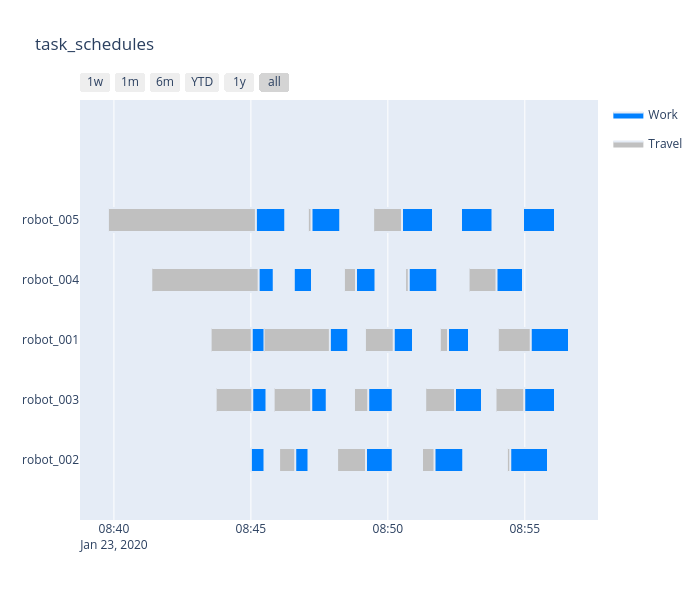 task_schedules
1w 1m 6m YTD 1y all
Work
Travel
robot_005
robot_004
robot_001
robot_003
robot_002
08:40 08:45 08:50 08:55
Jan 23, 2020